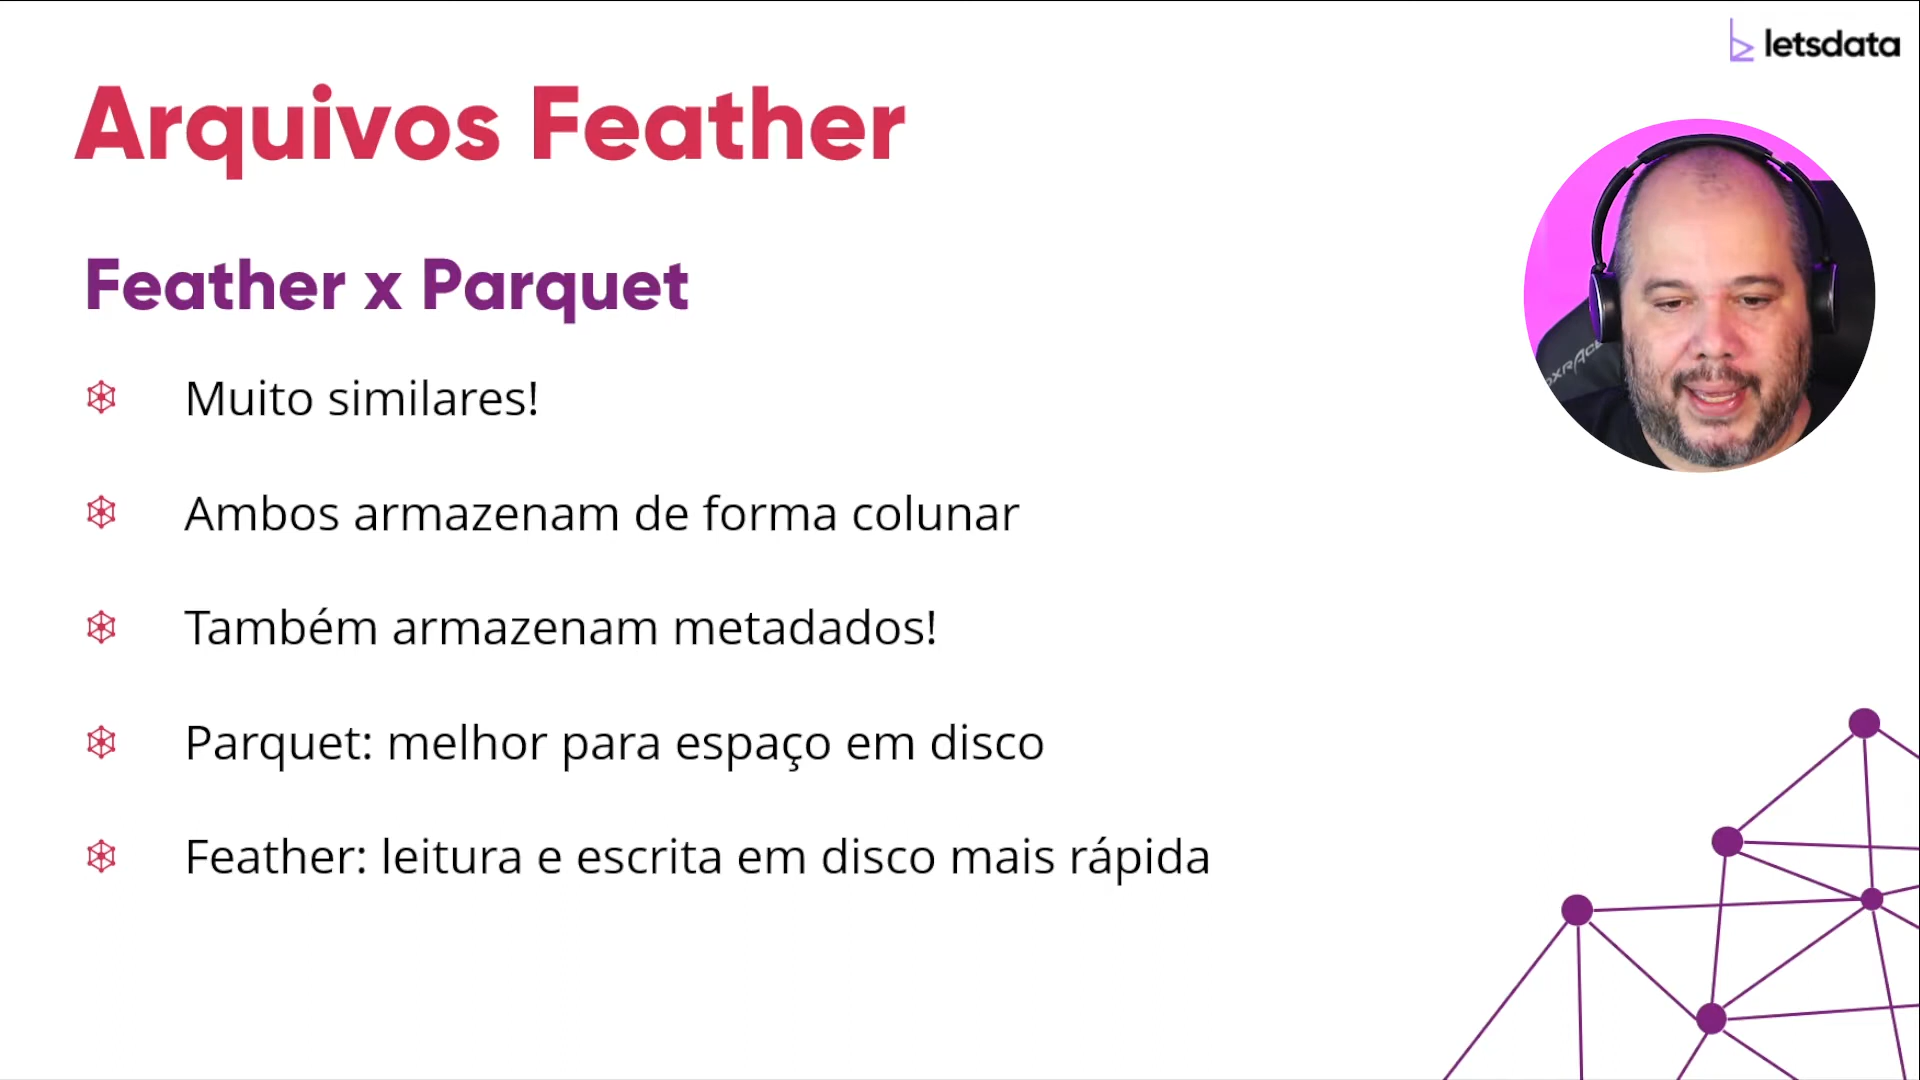 letsdata
Arquivos Feather
Feather x Parquet
Muito similares!
Ambos armazenam de forma colunar
Também armazenam metadados!
Parquet: melhor para espaço em disco
Feather: leitura e escrita em disco mais rápida